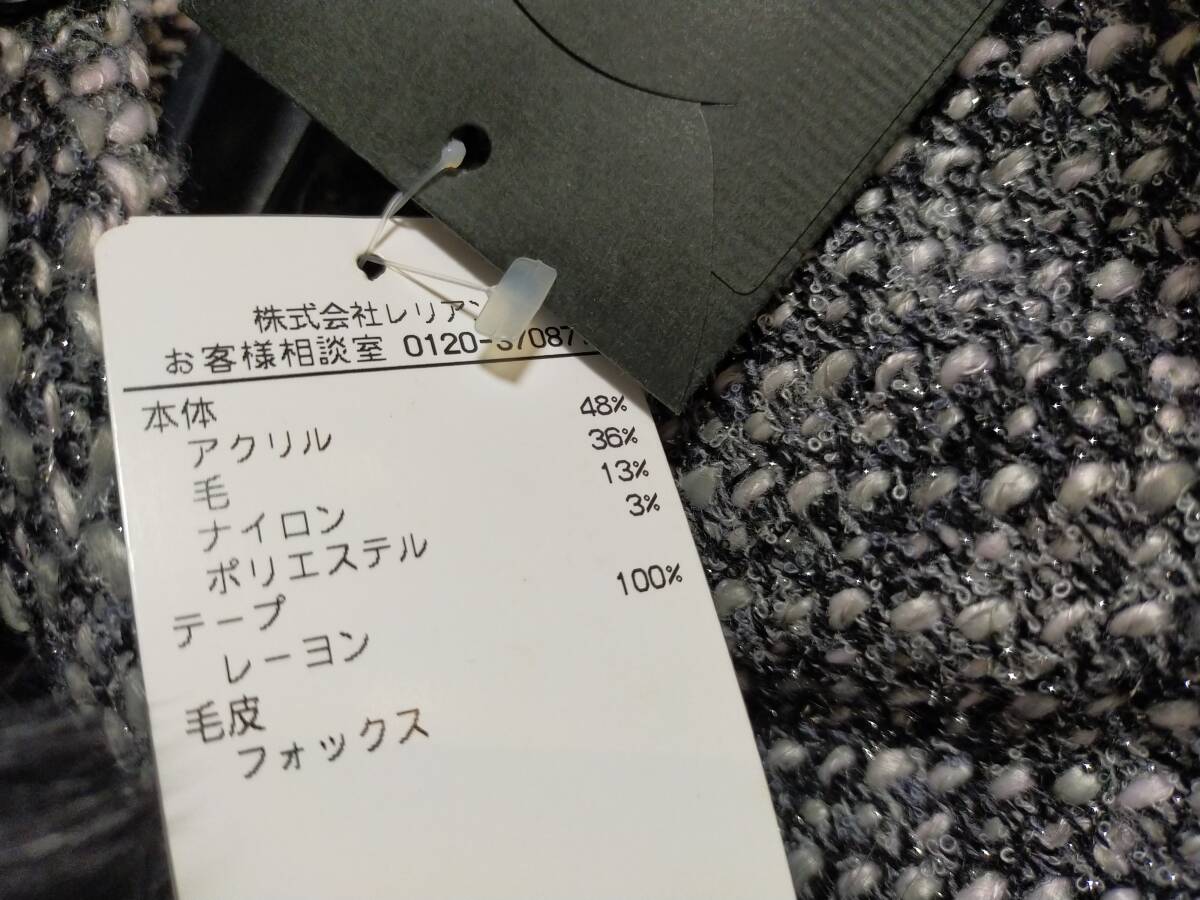 株式会社レリアン
お客様相談室 0120-370877
本体
アクリル 48%
毛 36%
ナイロン 13%
ポリエステル 3%
テープ
レーヨン 100%
毛皮
フォックス